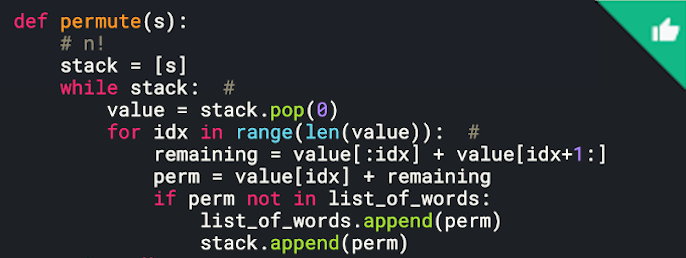 def permute(s):
    # n!
    stack = [s]
    while stack:  #
        value = stack.pop(0)
        for idx in range(len(value)):  #
            remaining = value[:idx] + value[idx+1:]
            perm = value[idx] + remaining
            if perm not in list_of_words:
                list_of_words.append(perm)
                stack.append(perm)